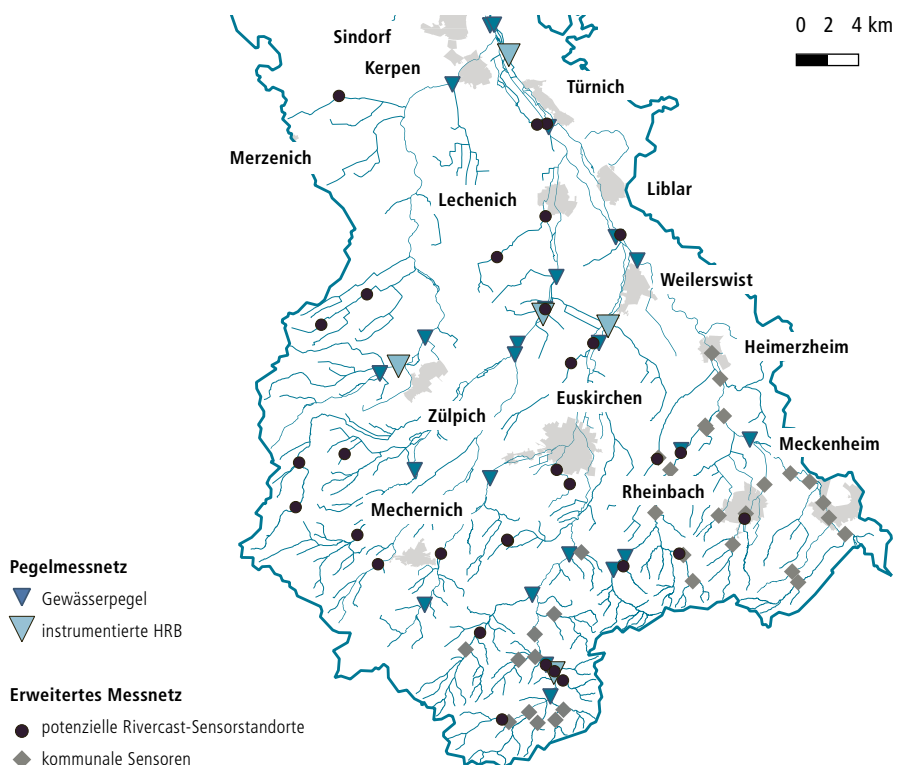 Sindorf
0 2 4 km
Kerpen
Türnich
Merzenich
Lechenich
Liblar
Weilerswist
Heimerzheim
Euskirchen
Zülpich
Meckenheim
Rheinbach
Mechernich
Pegelmessnetz
Gewässerpegel
instrumentierte HRB
Erweitertes Messnetz
potenzielle Rivercast-Sensorstandorte
kommunale Sensoren